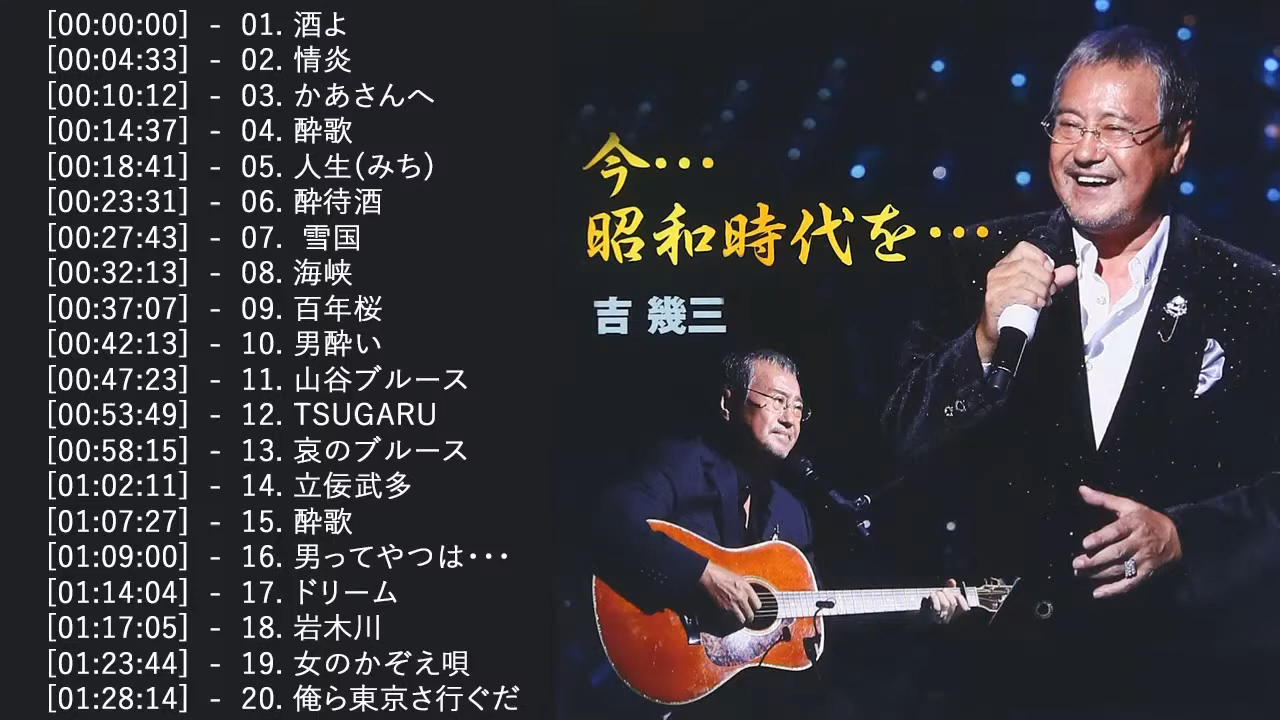 [00:00:00] - 01. 酒よ
[00:04:33] - 02. 情炎
[00:10:12] - 03. かあさんへ
[00:14:37] - 04. 酔歌
[00:18:41] - 05. 人生(みち)
[00:23:31] - 06. 酔待酒
[00:27:43] - 07. 雪国
[00:32:13] - 08. 海峡
[00:37:07] - 09. 百年桜
[00:42:13] - 10. 男酔い
[00:47:23] - 11. 山谷ブルース
[00:53:49] - 12. TSUGARU
[00:58:15] - 13. 哀のブルース
[01:02:11] - 14. 立佞武多
[01:07:27] - 15. 酔歌
[01:09:00] - 16. 男ってやつは･･･
[01:14:04] - 17. ドリーム
[01:17:05] - 18. 岩木川
[01:23:44] - 19. 女のかぞえ唄
[01:28:14] - 20. 俺ら東京さ行ぐだ
今･･･
昭和時代を･･･
吉 幾三